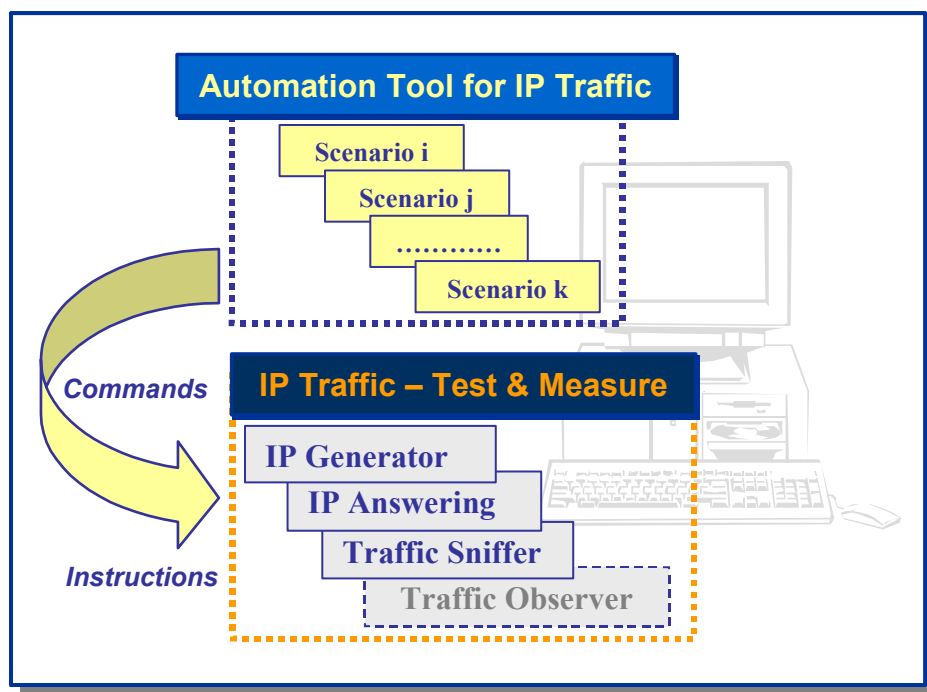 Automation Tool for IP Traffic
Scenario i
Scenario j
............
Scenario k
Commands
IP Traffic – Test & Measure
IP Generator
IP Answering
Traffic Sniffer
Instructions
Traffic Observer